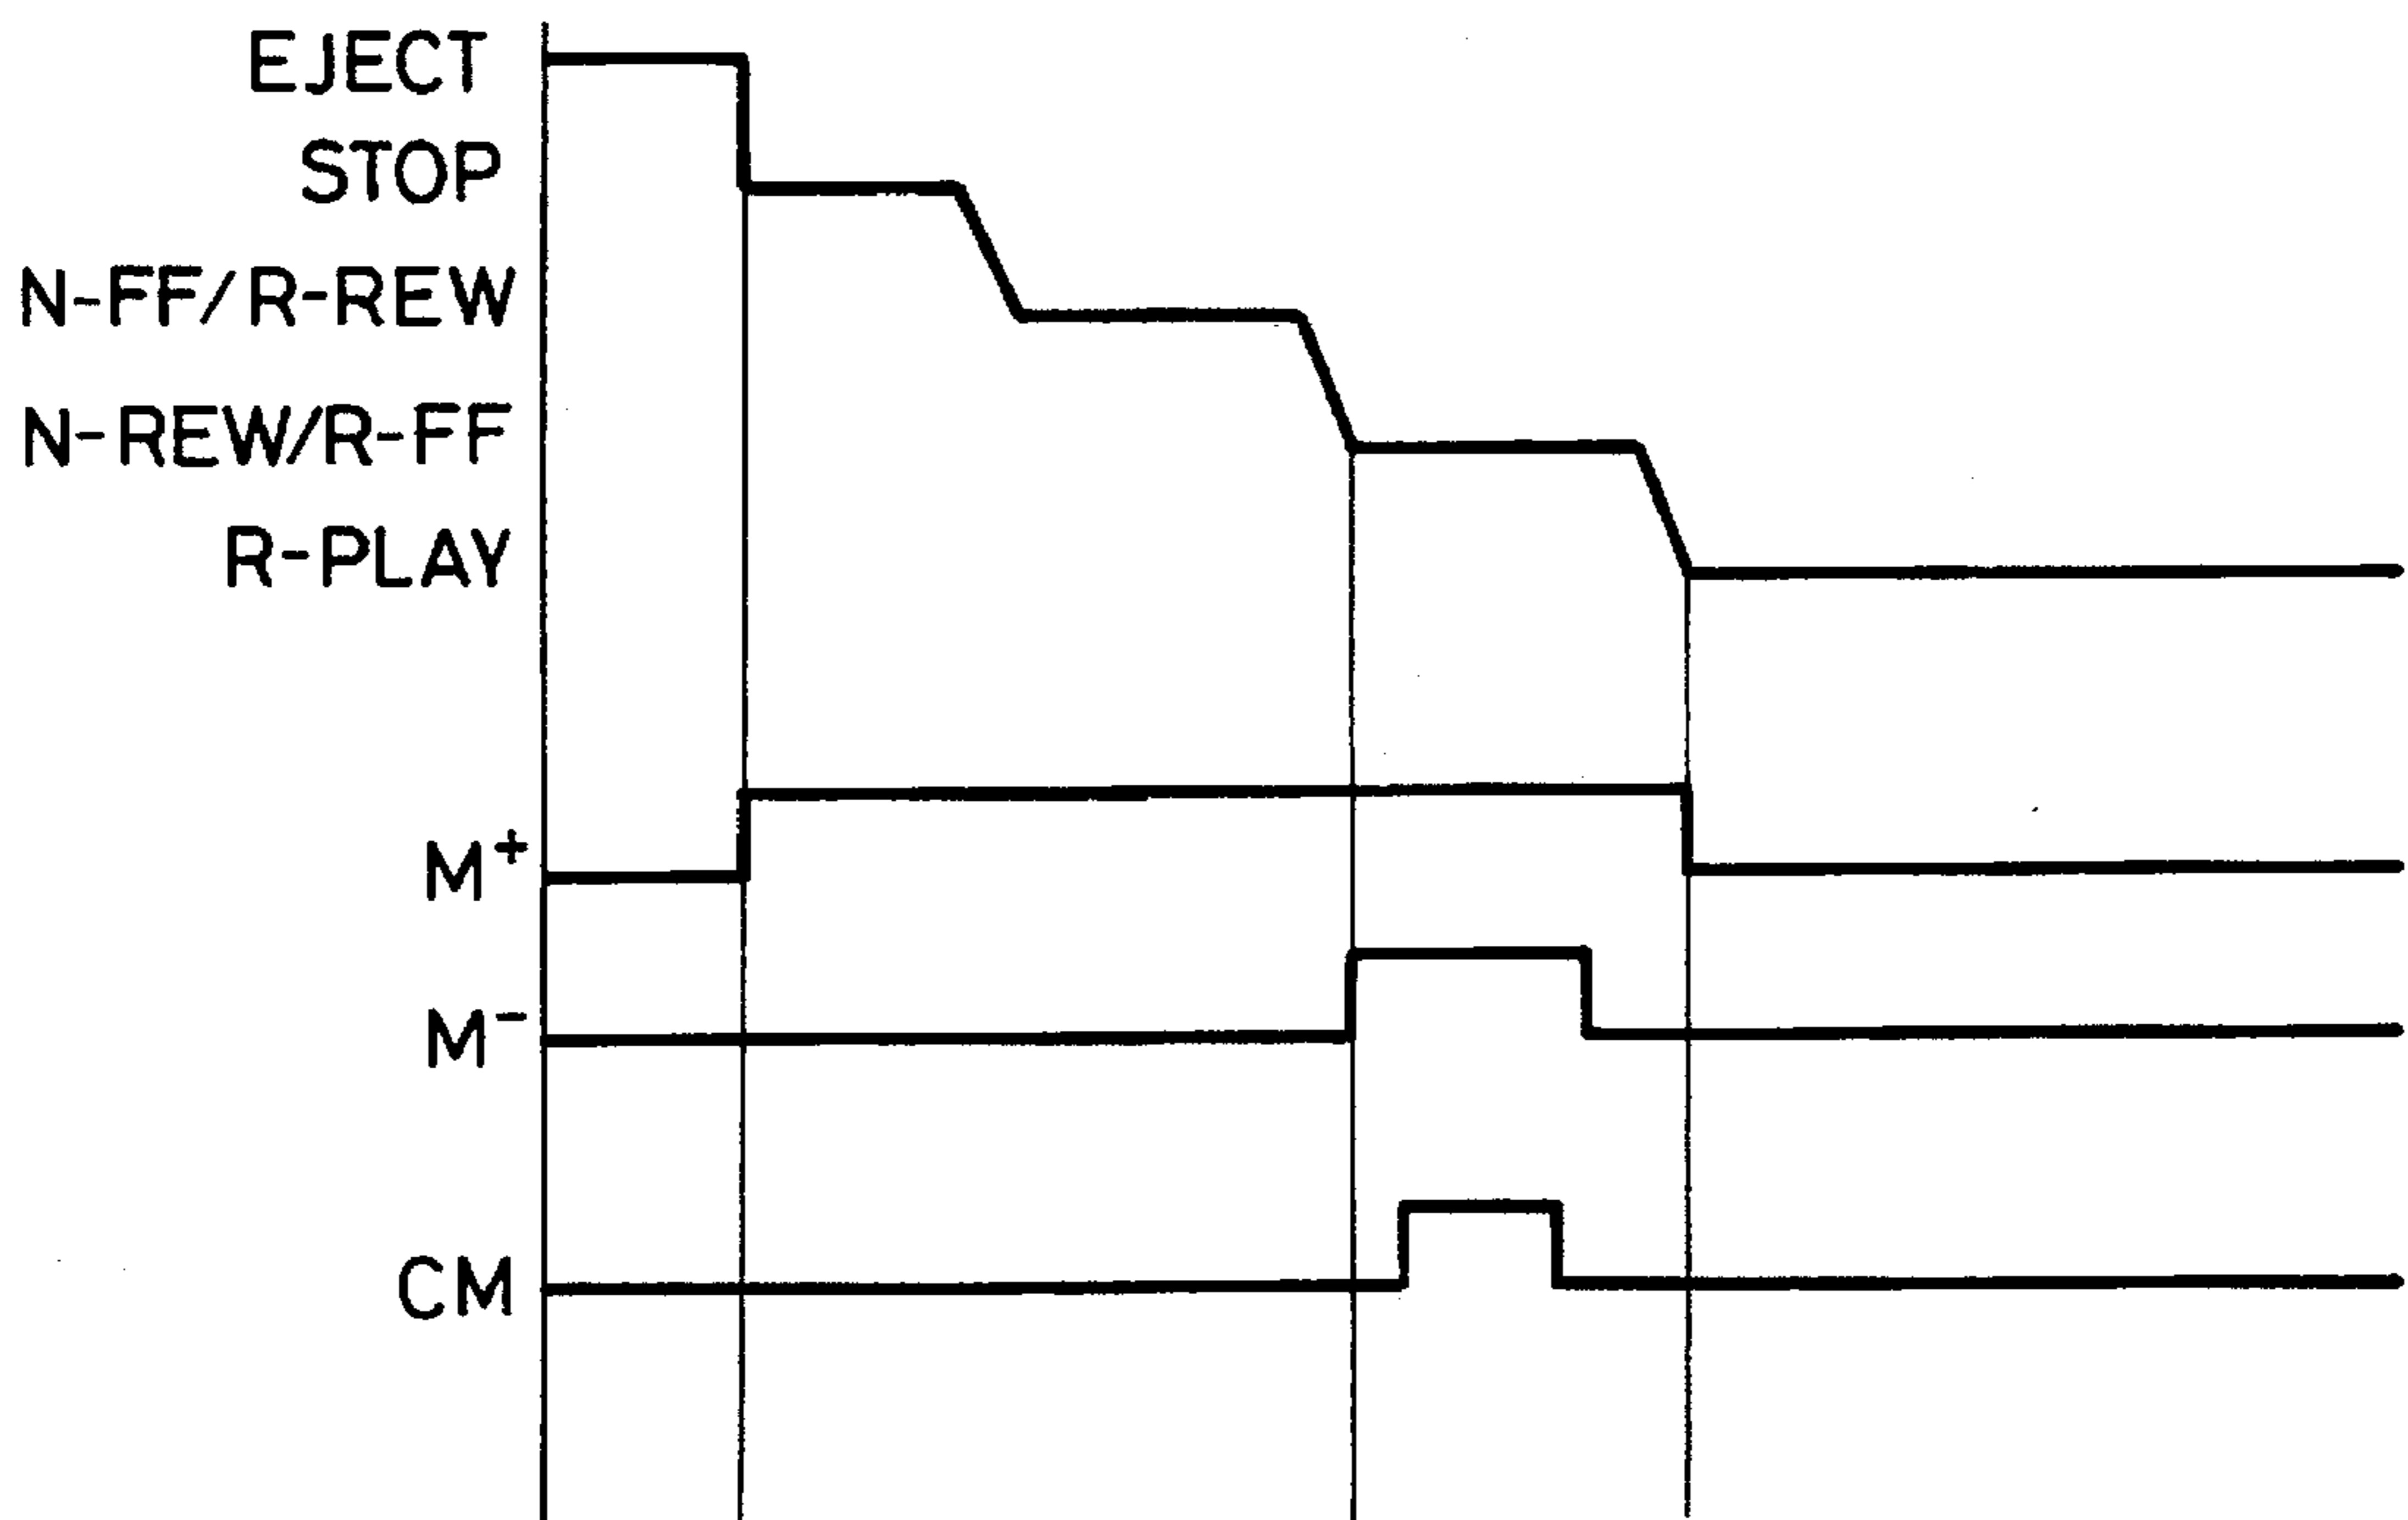 EJECT
STOP
N-FF/R-REW
N-REW/R-FF
R-PLAY
M+
M-
CM